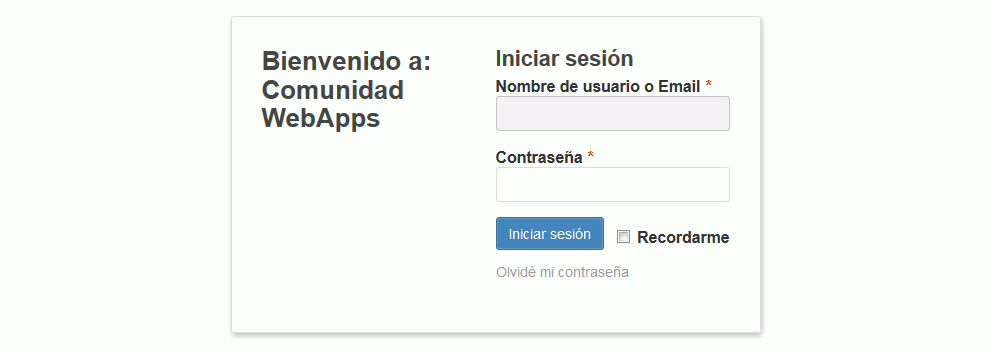 Bienvenido a:
Comunidad
WebApps
Iniciar sesión
Nombre de usuario o Email *
Contraseña *
Iniciar sesión
Recordarme
Olvidé mi contraseña